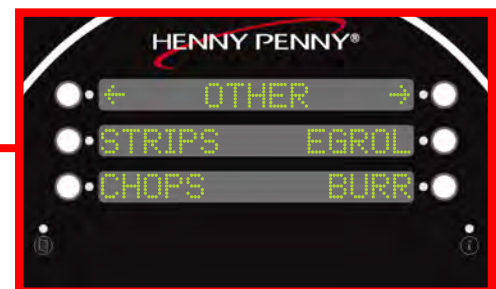 HENNY PENNY®
← OTHER →
STRIPS EGROL
CHOPS BURR